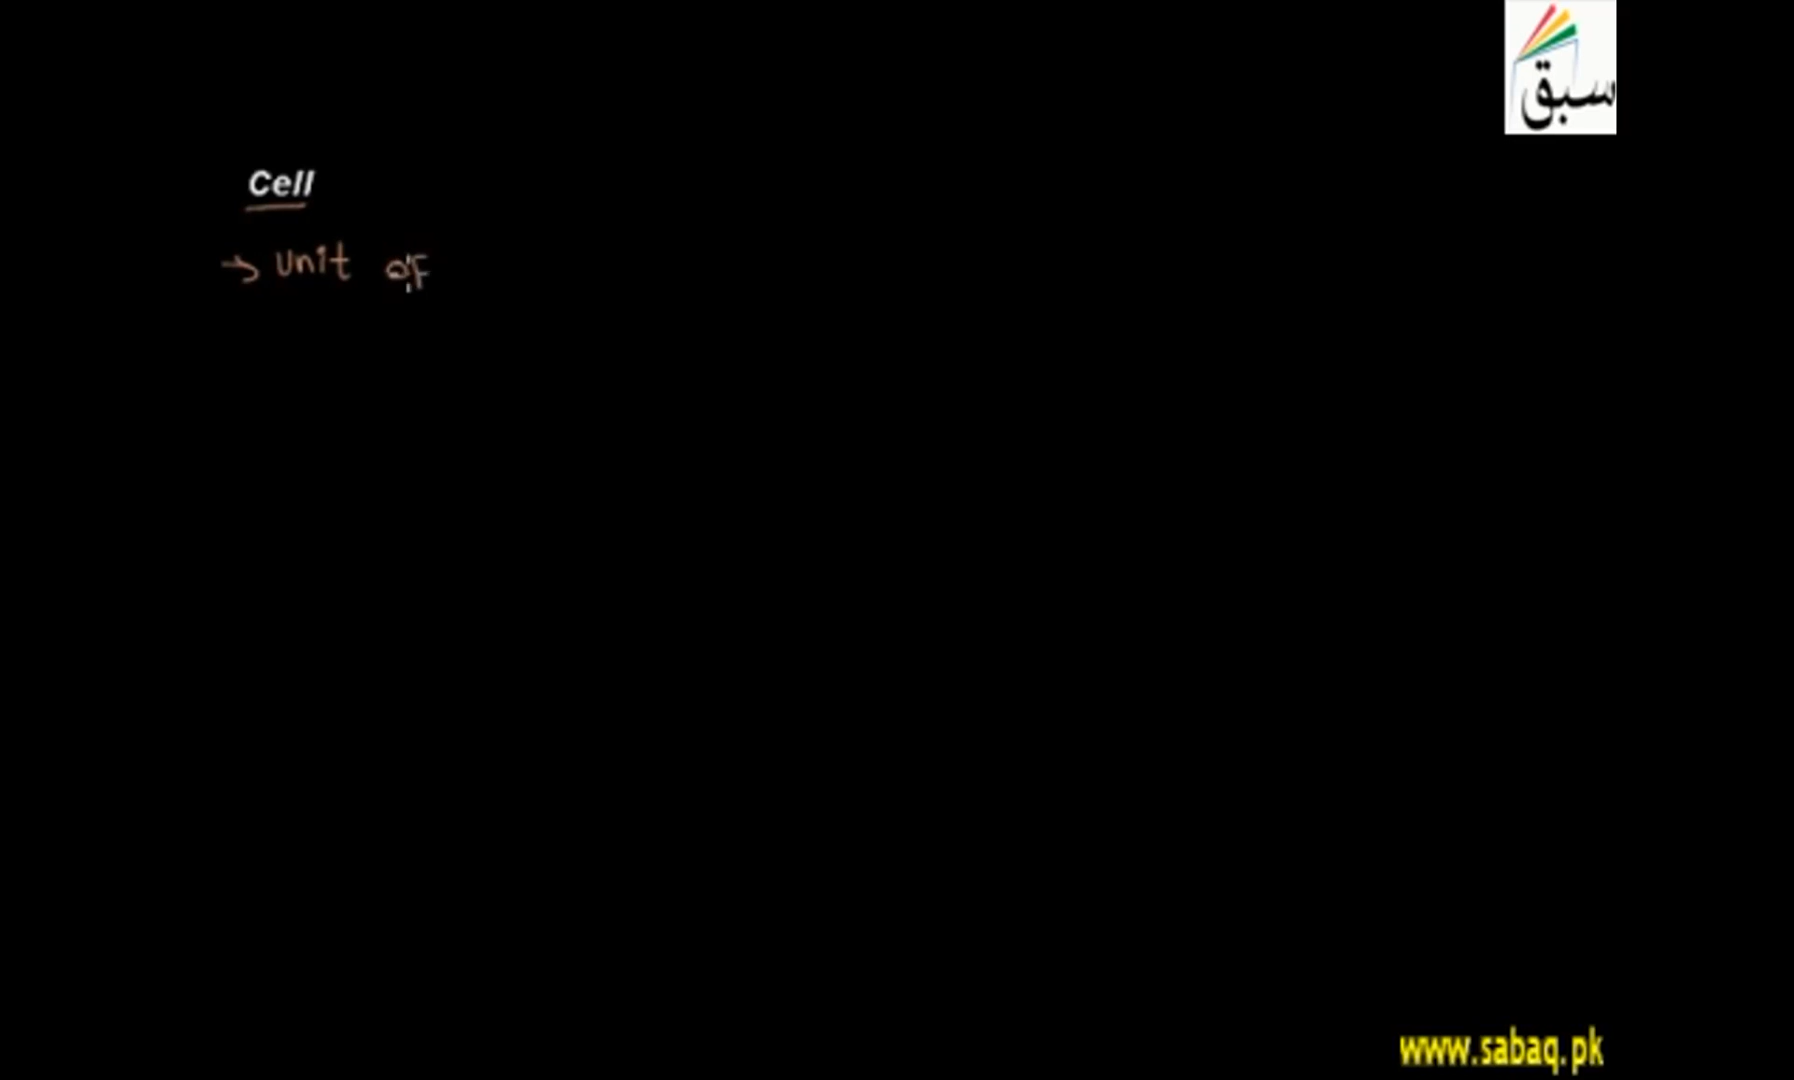 سبق
Cell
→ unit of
www.sabaq.pk